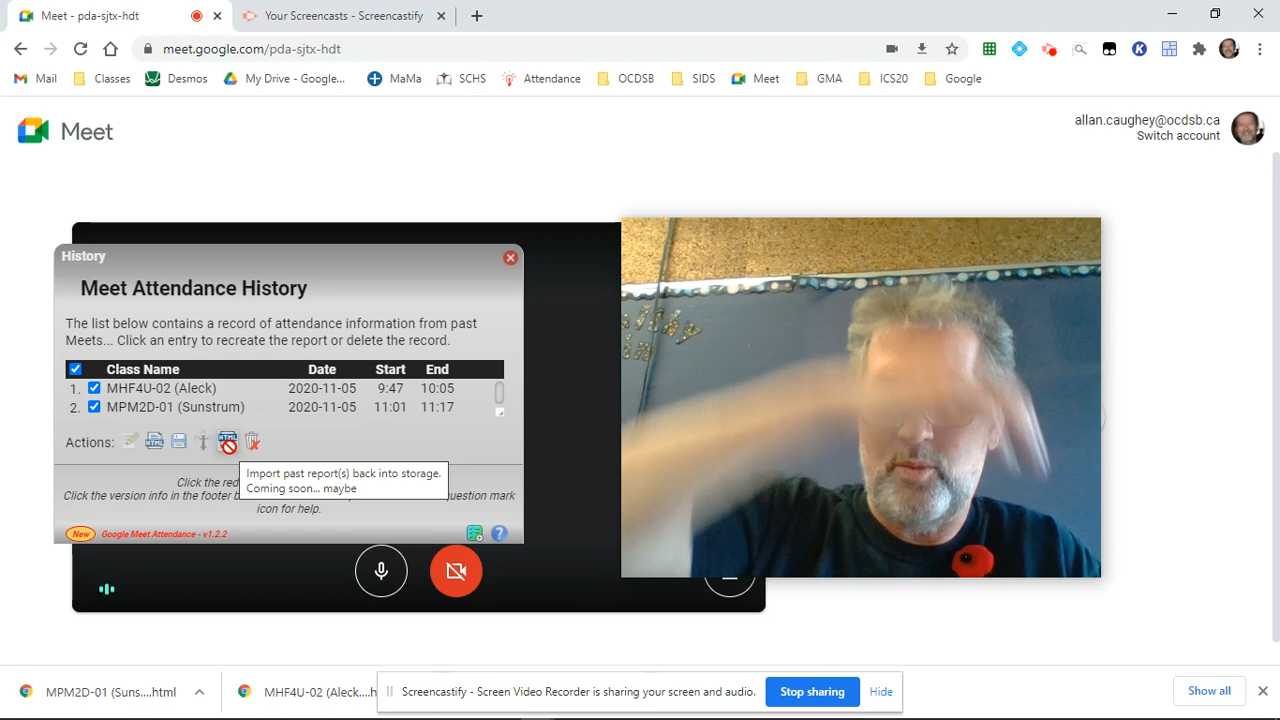 Meet - pda-sjtx-hdt
Your Screencasts - Screencastify
meet.google.com/pda-sjtx-hdt
Mail
Classes
Desmos
My Drive - Google...
MaMa
SCHS
Attendance
OCDSB
SIDS
Meet
GMA
ICS20
Google
Meet
allan.caughey@ocdsb.ca
Switch account
History
Meet Attendance History
The list below contains a record of attendance information from past
Meets... Click an entry to recreate the report or delete the record.
Class Name Date Start End
1. MHF4U-02 (Aleck) 2020-11-05 9:47 10:05
2. MPM2D-01 (Sunstrum) 2020-11-05 11:01 11:17
Actions: HTML HTML
Import past report(s) back into storage.
Coming soon... maybe
Click the red
Click the version info in the footer b uestion mark
icon for help.
New Google Meet Attendance - v1.2.2
MPM2D-01 (Suns....html
MHF4U-02 (Aleck....h
Screencastify - Screen Video Recorder is sharing your screen and audio.
Stop sharing
Hide
Show all